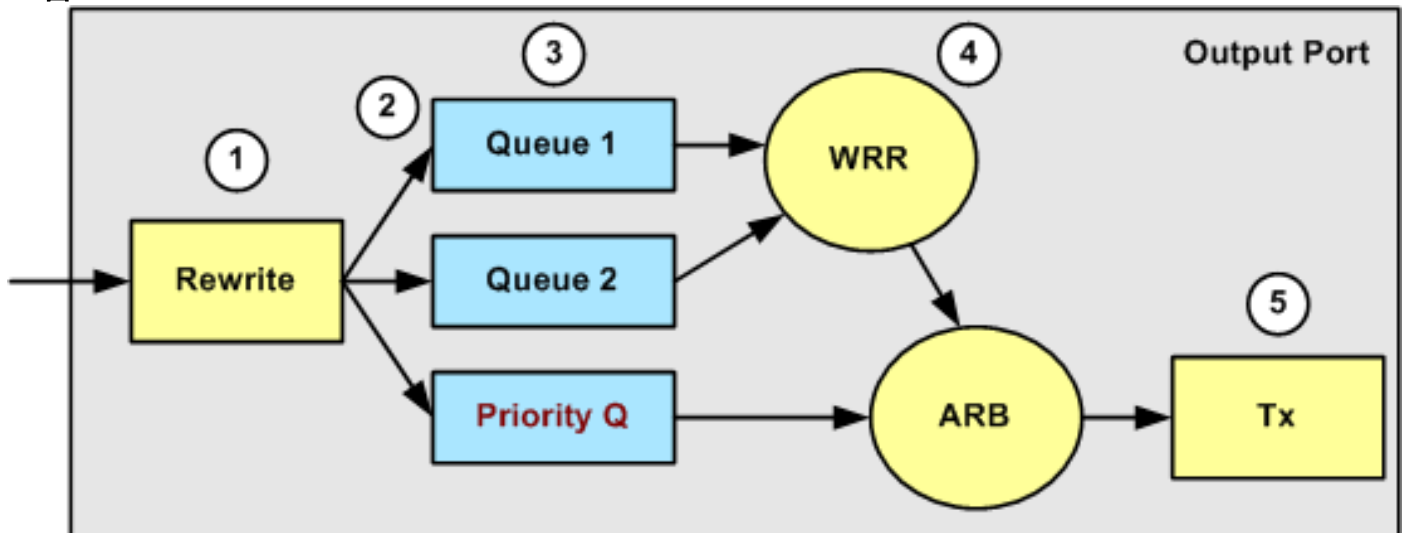 Output Port
3
4
2
Queue 1
1
WRR
Rewrite
Queue 2
5
Priority Q
ARB
Tx